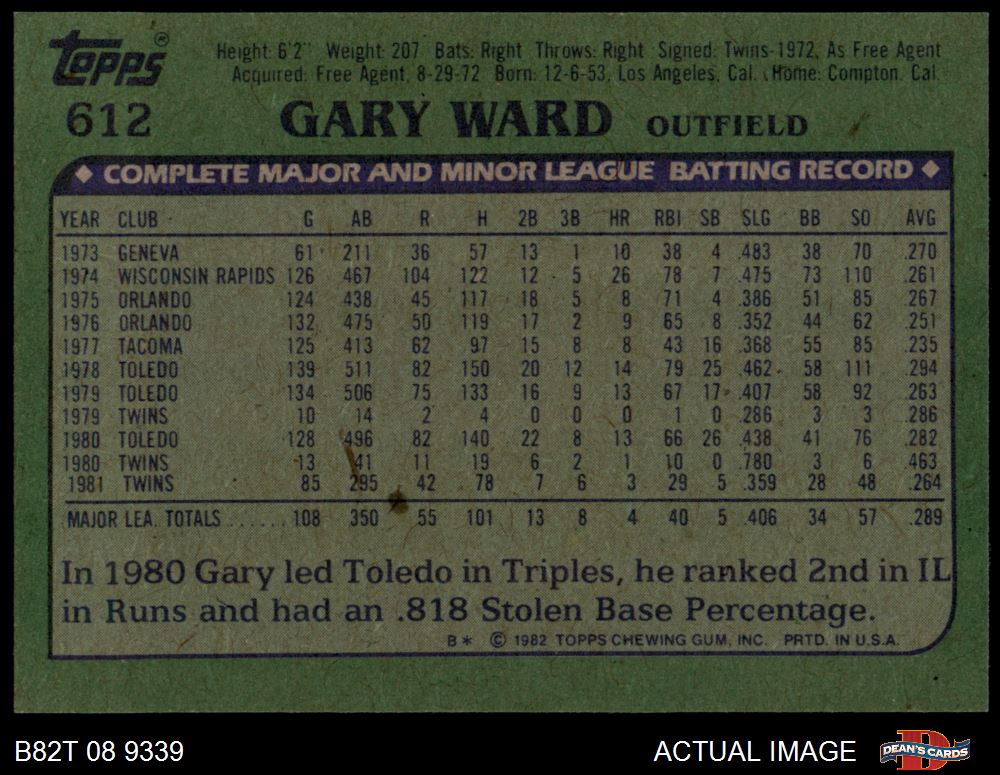 Topps®
Height: 6'2" Weight: 207 Bats: Right Throws: Right Signed: Twins-1972, As Free Agent
Acquired: Free Agent, 8-29-72 Born: 12-6-53, Los Angeles, Cal. Home: Compton, Cal.
612 GARY WARD OUTFIELD
◆ COMPLETE MAJOR AND MINOR LEAGUE BATTING RECORD ◆
YEAR CLUB G AB R H 2B 3B HR RBI SB SLG BB SO AVG
1973 GENEVA 61 211 36 57 13 1 10 38 4 .483 38 70 .270
1974 WISCONSIN RAPIDS 126 467 104 122 12 5 26 78 7 .475 73 110 .261
1975 ORLANDO 124 438 45 117 18 5 8 71 4 .386 51 85 .267
1976 ORLANDO 132 475 50 119 17 2 9 65 8 .352 44 62 .251
1977 TACOMA 125 413 62 97 15 8 8 43 16 .368 55 85 .235
1978 TOLEDO 139 511 82 150 20 12 14 79 25 .462 58 111 .294
1979 TOLEDO 134 506 75 133 16 9 13 67 17 .407 58 92 .263
1979 TWINS 10 14 2 4 0 0 0 1 0 .286 3 3 .286
1980 TOLEDO 128 496 82 140 22 8 13 66 26 .438 41 76 .282
1980 TWINS 13 41 11 19 6 2 1 10 0 .780 3 6 .463
1981 TWINS 85 295 42 78 7 6 3 29 5 .359 28 48 .264
MAJOR LEA. TOTALS ...... 108 350 55 101 13 8 4 40 5 .406 34 57 .289
In 1980 Gary led Toledo in Triples, he ranked 2nd in IL
in Runs and had an .818 Stolen Base Percentage.
B* © 1982 TOPPS CHEWING GUM, INC. PRTD. IN U.S.A.
B82T 08 9339 ACTUAL IMAGE DEAN'S CARDS